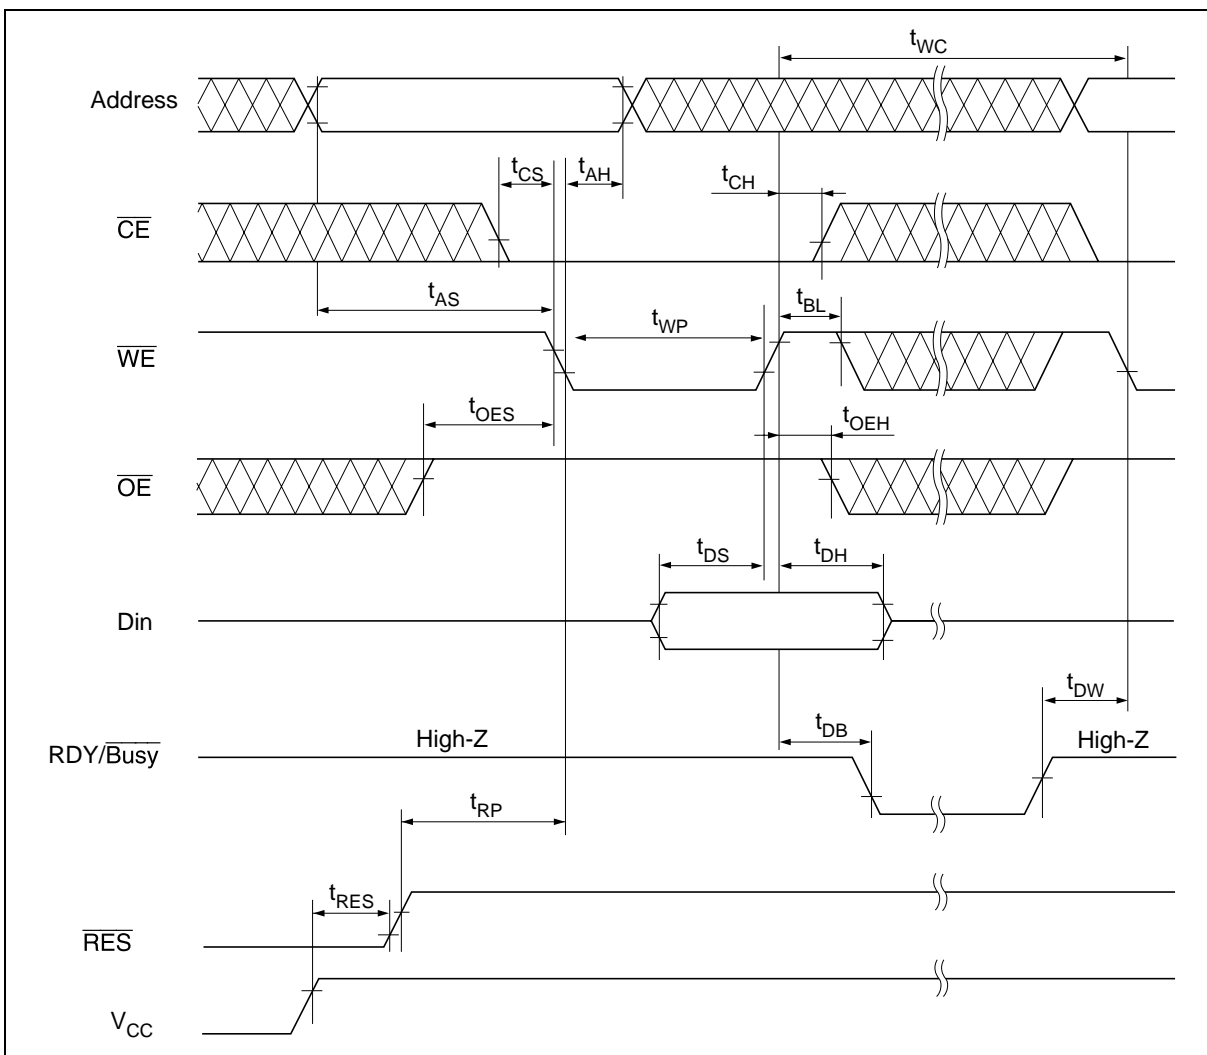 tWC
Address
tCS
tAH
tCH
CE
tAS
tBL
tWP
WE
tOES
tOEH
OE
tDS
tDH
Din
tDW
tDB
High-Z
High-Z
RDY/Busy
tRP
tRES
RES
VCC